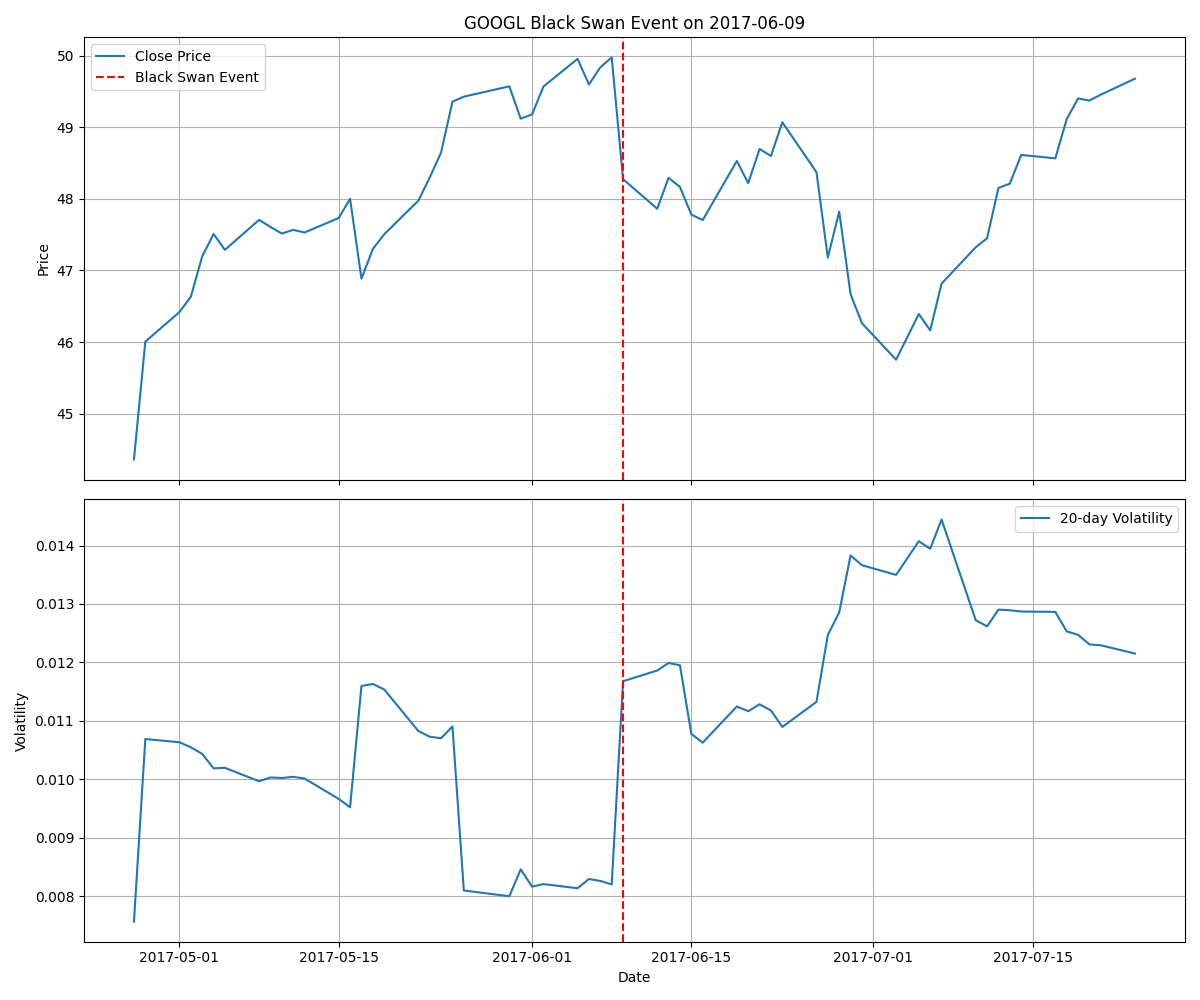 GOOGL Black Swan Event on 2017-06-09
Close Price
Black Swan Event
50
49
48
47
46
45
Price
20-day Volatility
0.014
0.013
0.012
0.011
0.010
0.009
0.008
Volatility
2017-05-01
2017-05-15
2017-06-01
2017-06-15
2017-07-01
2017-07-15
Date